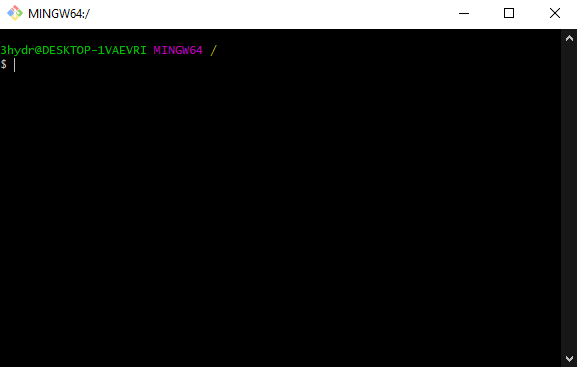 MINGW64:/
3hydr@DESKTOP-1VAEVRI MINGW64 /
$